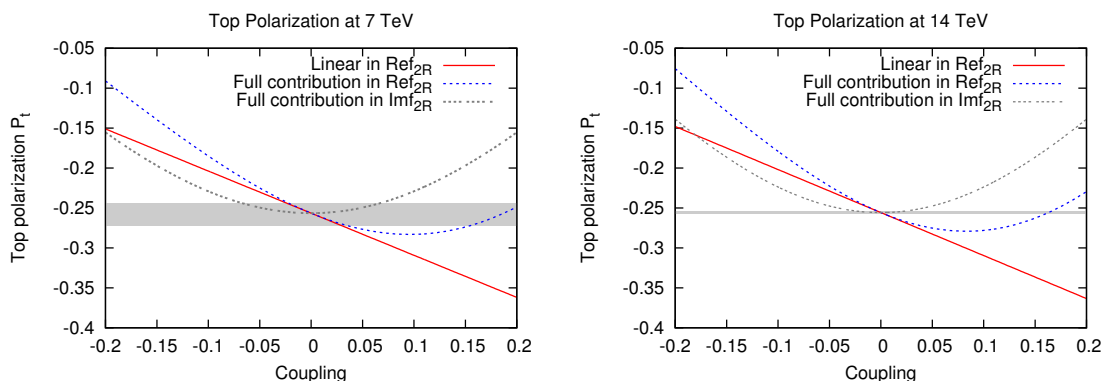 Top Polarization at 7 TeV
Top polarization P_t
-0.05
-0.1
-0.15
-0.2
-0.25
-0.3
-0.35
-0.4
Linear in Ref_2R
Full contribution in Ref_2R
Full contribution in Imf_2R
-0.2 -0.15 -0.1 -0.05 0 0.05 0.1 0.15 0.2
Coupling
Top Polarization at 14 TeV
Top polarization P_t
-0.05
-0.1
-0.15
-0.2
-0.25
-0.3
-0.35
-0.4
Linear in Ref_2R
Full contribution in Ref_2R
Full contribution in Imf_2R
-0.2 -0.15 -0.1 -0.05 0 0.05 0.1 0.15 0.2
Coupling